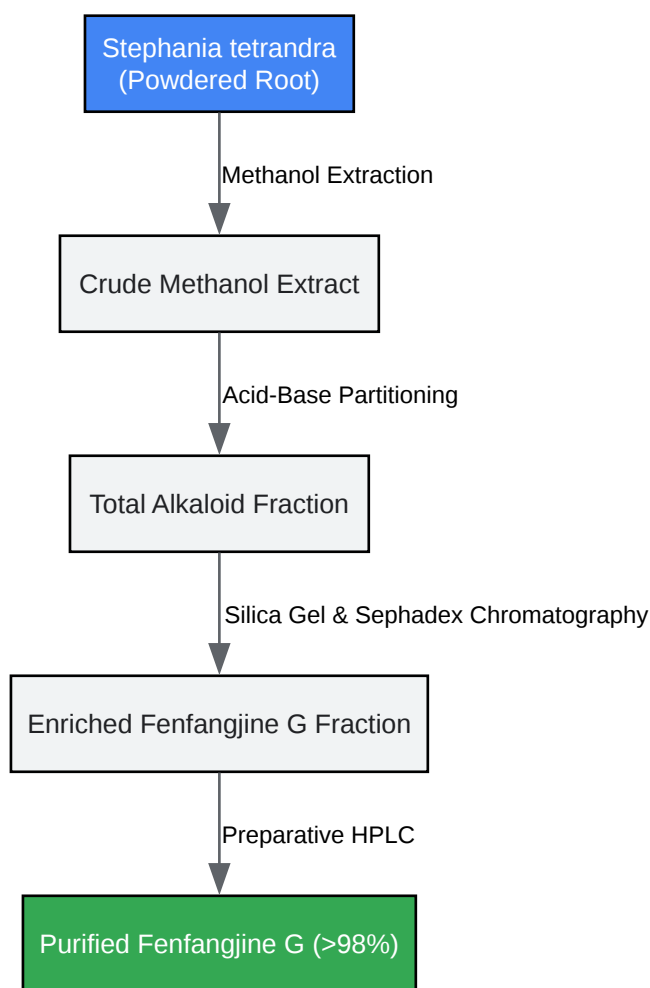 Stephania tetrandra
(Powdered Root)
Methanol Extraction
Crude Methanol Extract
Acid-Base Partitioning
Total Alkaloid Fraction
Silica Gel & Sephadex Chromatography
Enriched Fenfangjine G Fraction
Preparative HPLC
Purified Fenfangjine G (>98%)